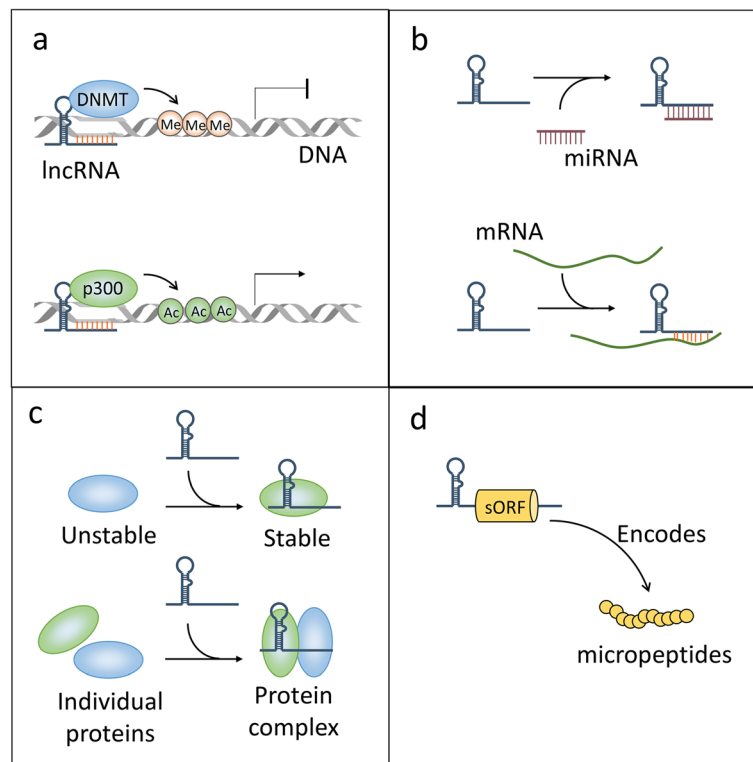 a
DNMT
Me Me Me
lncRNA
DNA
p300
Ac Ac Ac
b
miRNA
mRNA
c
Unstable
Stable
Individual
proteins
Protein
complex
d
sORF
Encodes
micropeptides